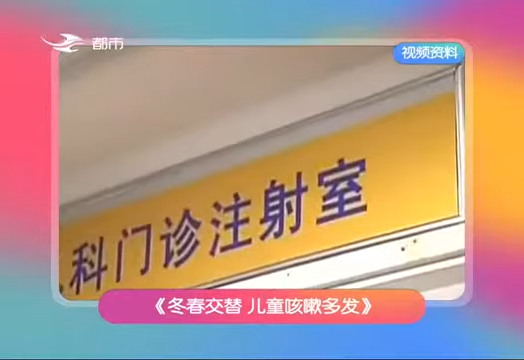 都市
视频资料
科门诊注射室
《冬春交替 儿童咳嗽多发》